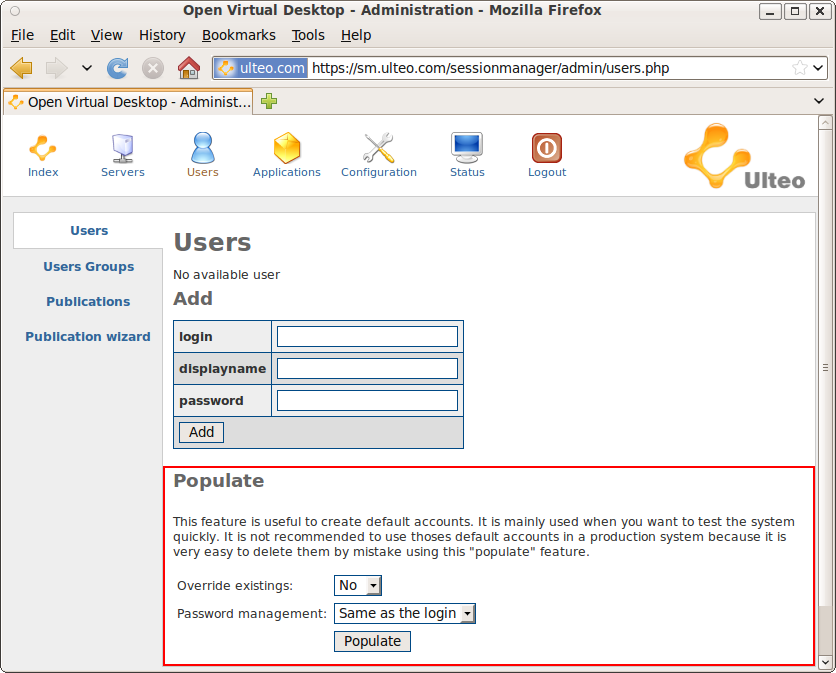 Open Virtual Desktop - Administration - Mozilla Firefox
File Edit View History Bookmarks Tools Help
ulteo.com https://sm.ulteo.com/sessionmanager/admin/users.php
Open Virtual Desktop - Administ...
Index Servers Users Applications Configuration Status Logout
Ulteo
Users
Users Groups
Publications
Publication wizard
Users
No available user
Add
login
displayname
password
Add
Populate
This feature is useful to create default accounts. It is mainly used when you want to test the system
quickly. It is not recommended to use thoses default accounts in a production system because it is
very easy to delete them by mistake using this "populate" feature.
Override existings: No
Password management: Same as the login
Populate